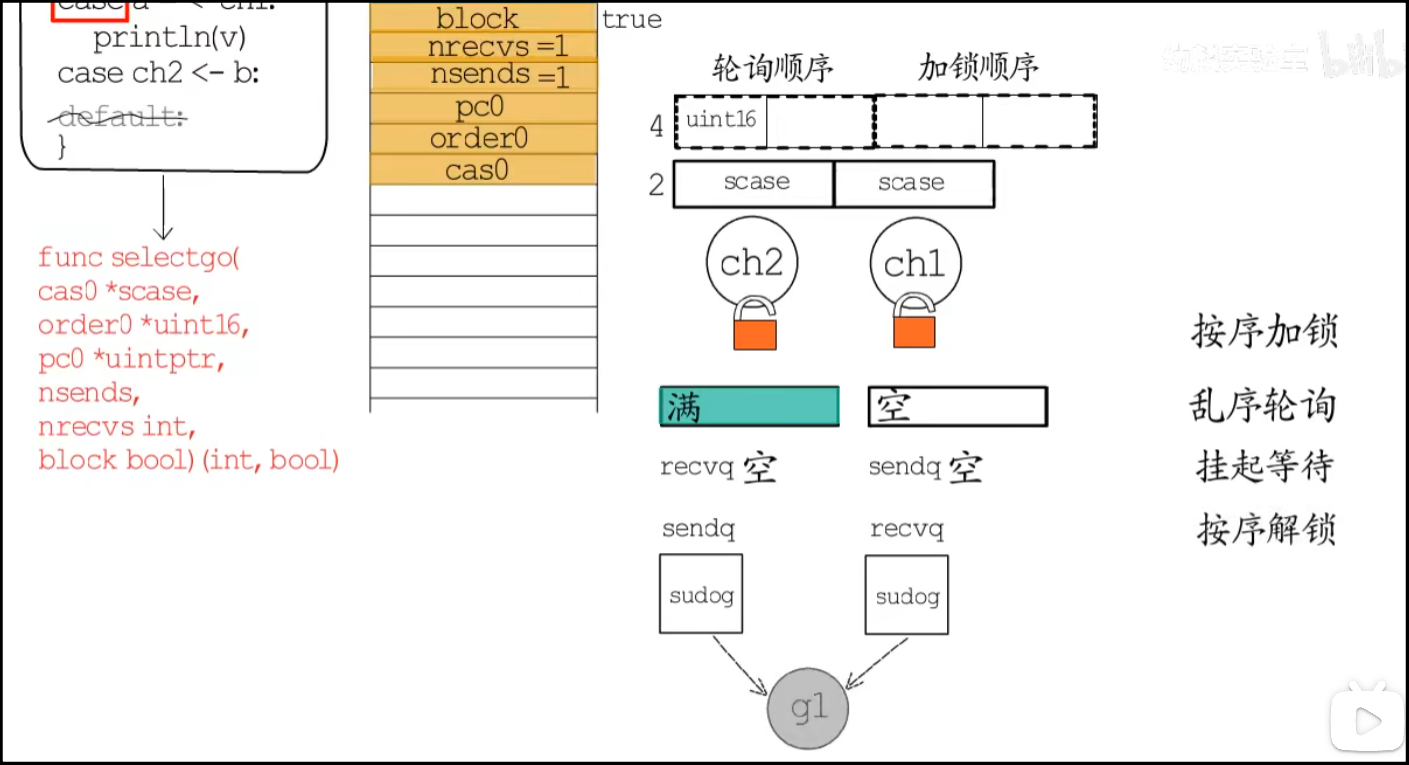 case a = <- ch1:
println(v)
case ch2 <- b:
default:
}
func selectgo(
cas0 *scase,
order0 *uint16,
pc0 *uintptr,
nsends,
nrecvs int,
block bool) (int, bool)
block true
nrecvs =1
nsends =1
pc0
order0
cas0
轮询顺序 加锁顺序
4 uint16
2 scase scase
ch2 ch1
满 空
recvq 空 sendq 空
sendq recvq
sudog sudog
g1
按序加锁
乱序轮询
挂起等待
按序解锁
bilibili